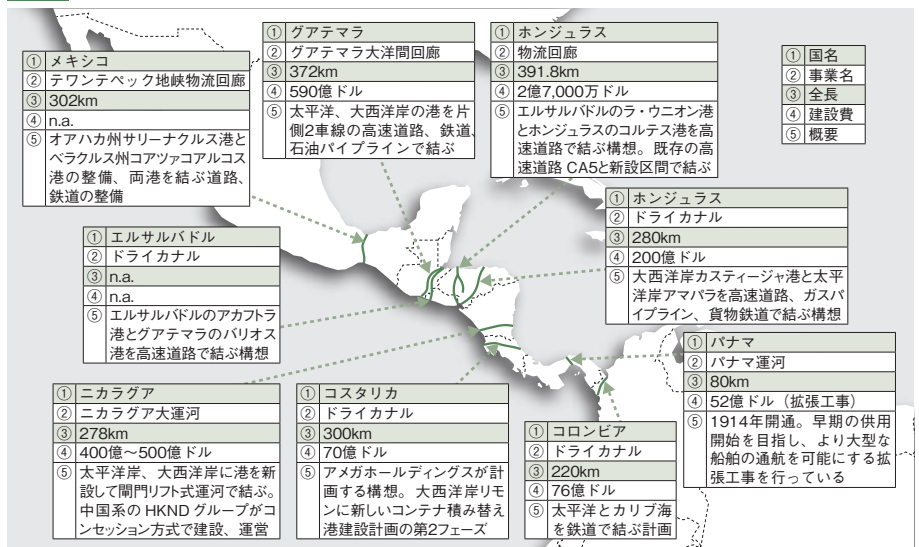 ① メキシコ
② テワンテペック地峡物流回廊
③ 302km
④ n.a.
⑤ オアハカ州サリーナクルス港と
ベラクルス州コアツァコアルコス
港の整備、両港を結ぶ道路、
鉄道の整備
① グアテマラ
② グアテマラ大洋間回廊
③ 372km
④ 590億ドル
⑤ 太平洋、大西洋岸の港を片
側2車線の高速道路、鉄道、
石油パイプラインで結ぶ
① ホンジュラス
② 物流回廊
③ 391.8km
④ 2億7,000万ドル
⑤ エルサルバドルのラ・ウニオン港
とホンジュラスのコルテス港を高
速道路で結ぶ構想。既存の高
速道路 CA5と新設区間で結ぶ
① 国名
② 事業名
③ 全長
④ 建設費
⑤ 概要
① エルサルバドル
② ドライカナル
③ n.a.
④ n.a.
⑤ エルサルバドルのアカフトラ
港とグアテマラのバリオス
港を高速道路で結ぶ構想
① ホンジュラス
② ドライカナル
③ 280km
④ 200億ドル
⑤ 大西洋岸カスティージャ港と太平
洋岸アマパラを高速道路、ガスパ
イプライン、貨物鉄道で結ぶ構想
① ニカラグア
② ニカラグア大運河
③ 278km
④ 400億〜500億ドル
⑤ 太平洋岸、大西洋岸に港を新
設して閘門リフト式運河で結ぶ。
中国系の HKND グループがコ
ンセッション方式で建設、運営
① コスタリカ
② ドライカナル
③ 300km
④ 70億ドル
⑤ アメガホールディングスが計
画する構想。大西洋岸リモ
ンに新しいコンテナ積み替え
港建設計画の第2フェーズ
① コロンビア
② ドライカナル
③ 220km
④ 76億ドル
⑤ 太平洋とカリブ海
を鉄道で結ぶ計画
① パナマ
② パナマ運河
③ 80km
④ 52億ドル（拡張工事）
⑤ 1914年開通。早期の供用
開始を目指し、より大型な
船舶の通航を可能にする拡
張工事を行っている